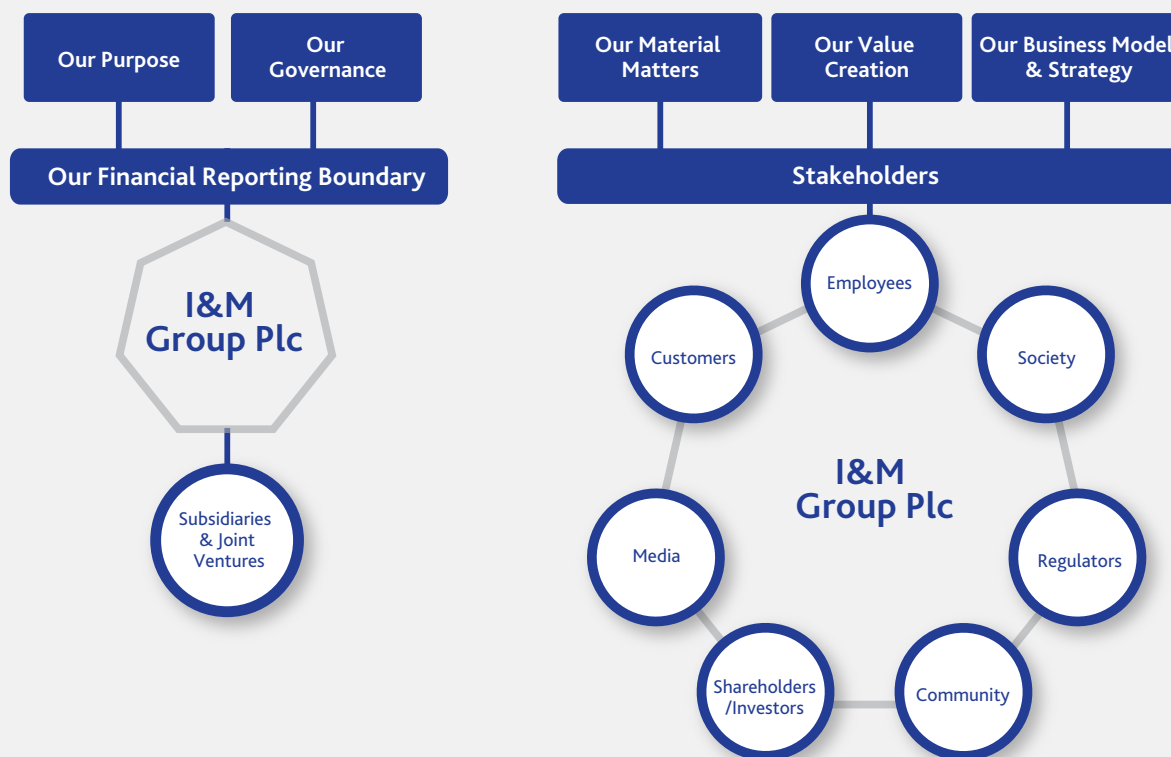 Our Purpose
Our
Governance
Our Financial Reporting Boundary
I&M
Group Plc
Subsidiaries
& Joint
Ventures
Our Material
Matters
Our Value
Creation
Our Business Model
& Strategy
Stakeholders
Employees
Customers
Society
I&M
Group Plc
Media
Regulators
Shareholders
/Investors
Community